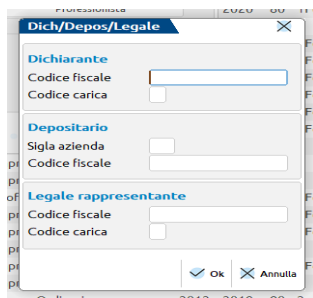 Professionista
Dich/Depos/Legale
Dichiarante
Codice fiscale
Codice carica
Depositario
Sigla azienda
Codice fiscale
Legale rappresentante
Codice fiscale
Codice carica
Ok Annulla